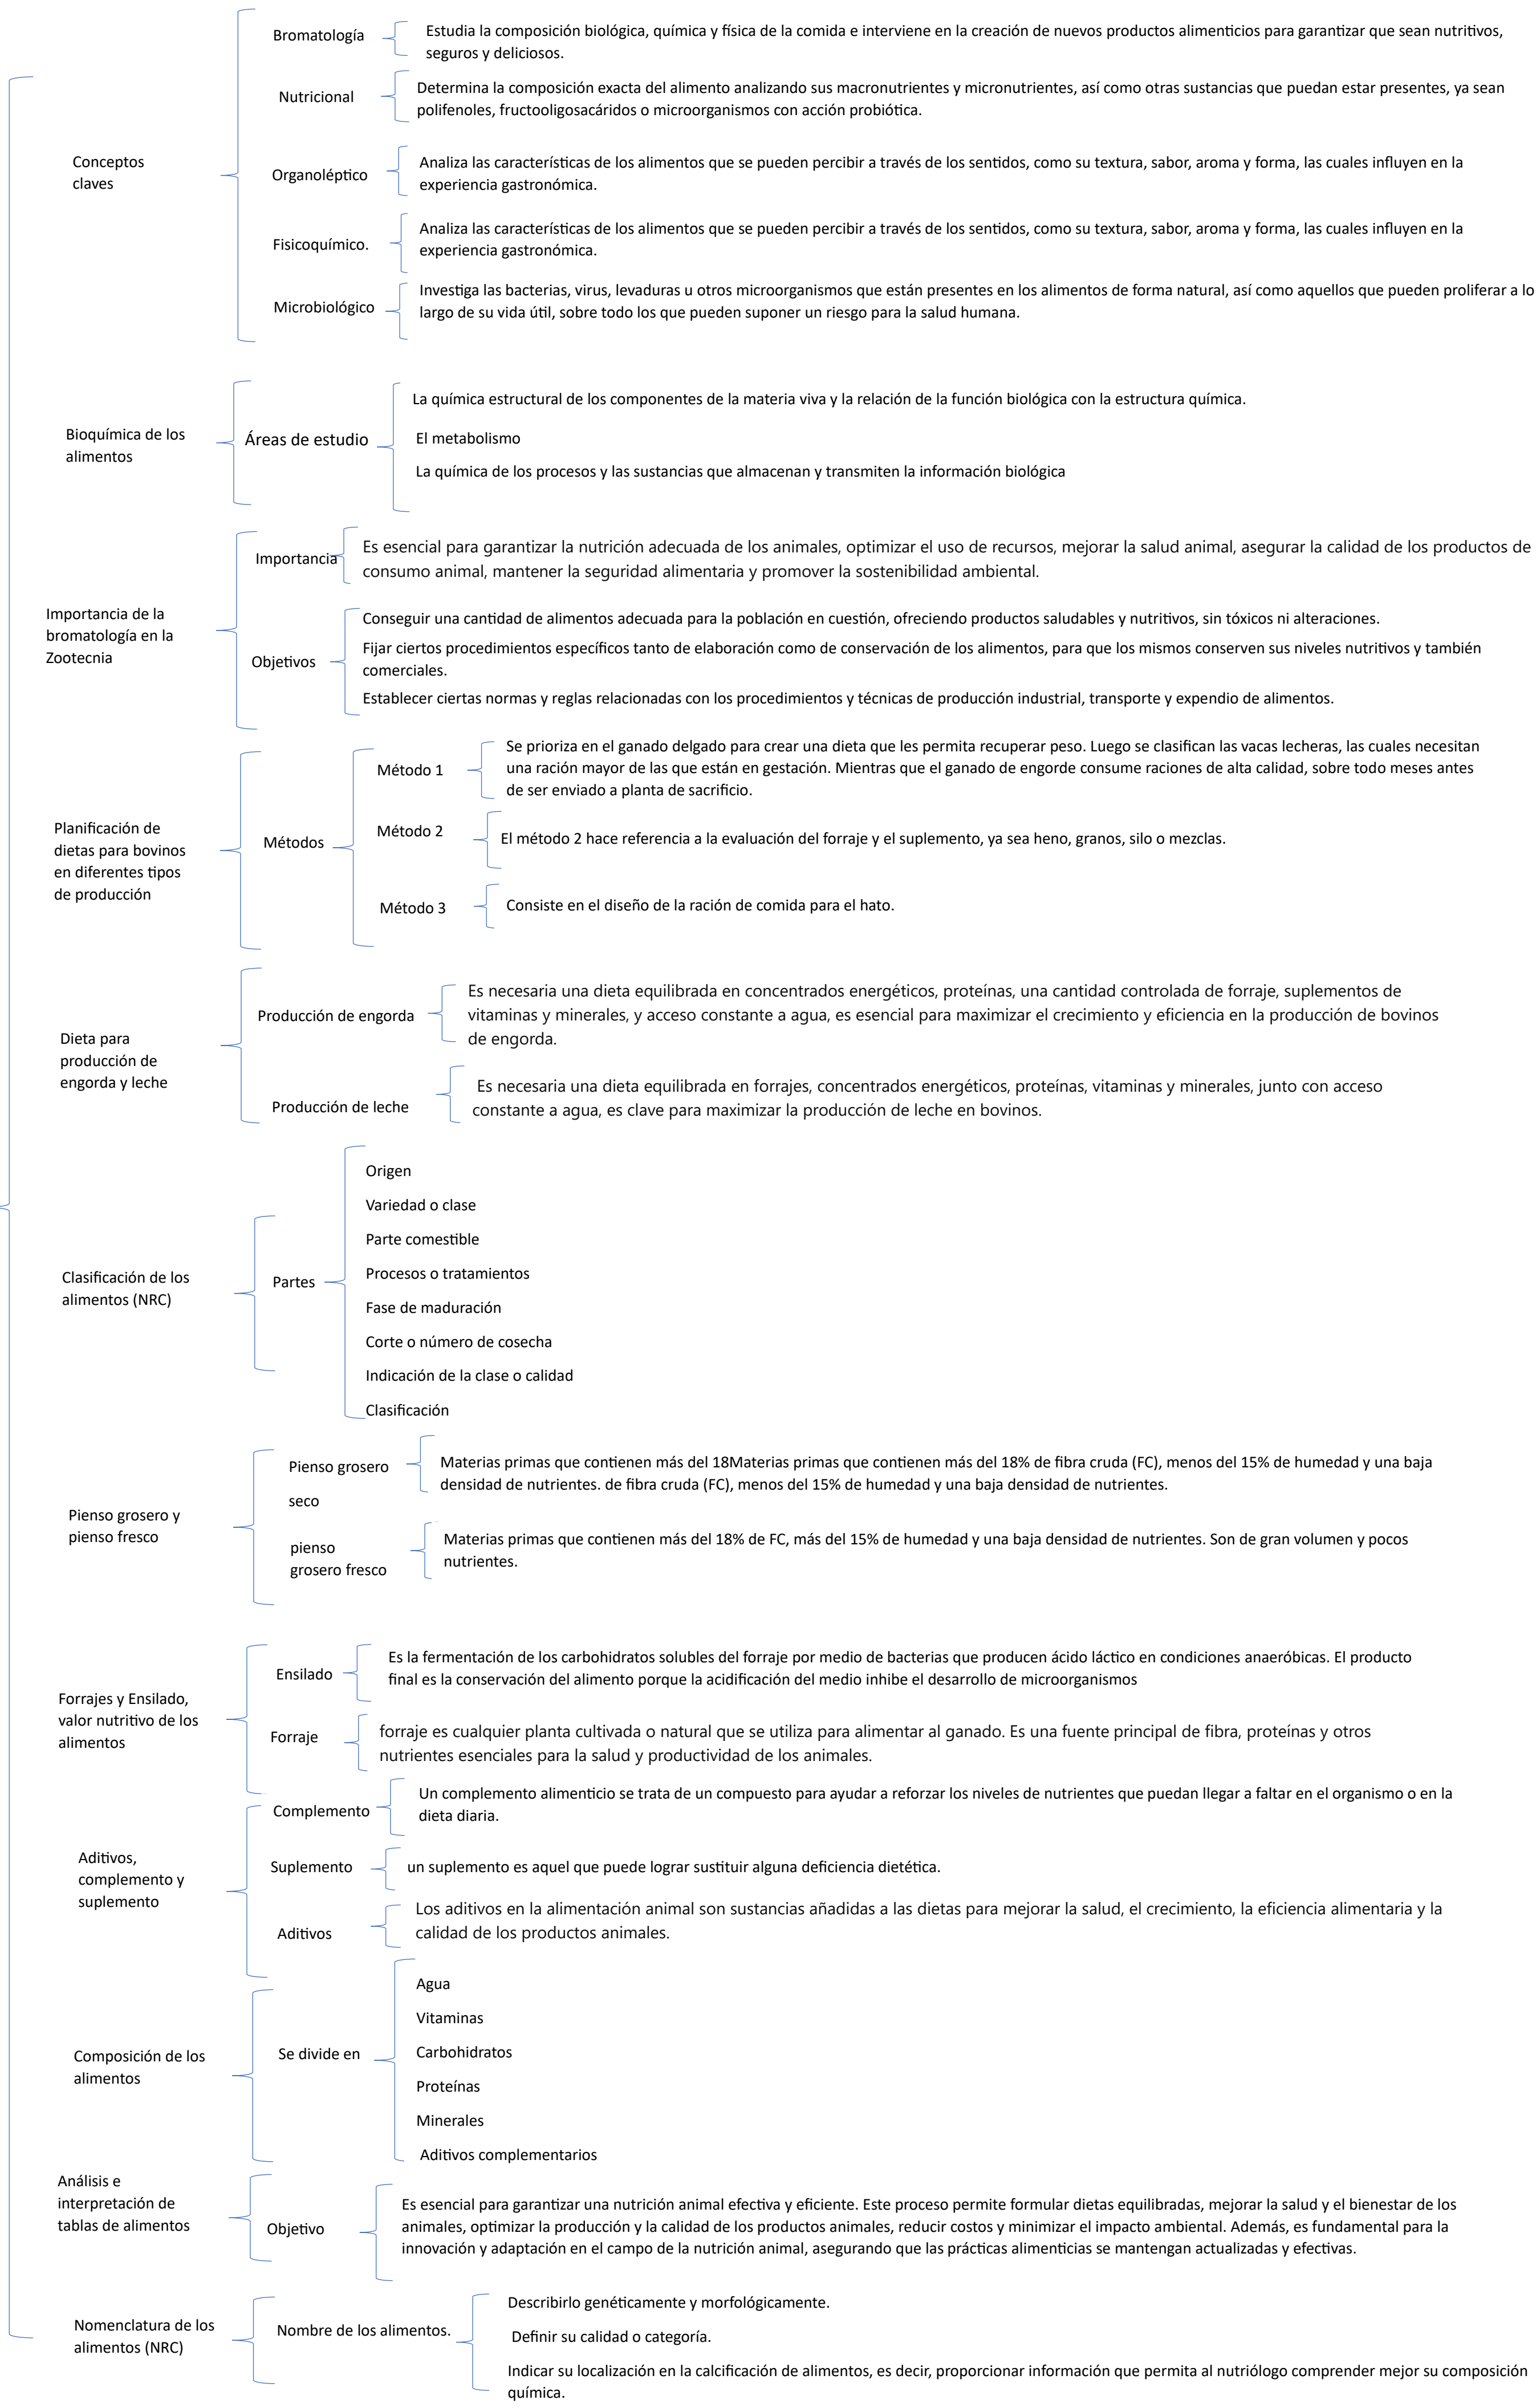 Conceptos
claves
Bromatología
Estudia la composición biológica, química y física de la comida e interviene en la creación de nuevos productos alimenticios para garantizar que sean nutritivos,
seguros y deliciosos.
Nutricional
Determina la composición exacta del alimento analizando sus macronutrientes y micronutrientes, así como otras sustancias que puedan estar presentes, ya sean
polifenoles, fructooligosacáridos o microorganismos con acción probiótica.
Organoléptico
Analiza las características de los alimentos que se pueden percibir a través de los sentidos, como su textura, sabor, aroma y forma, las cuales influyen en la
experiencia gastronómica.
Fisicoquímico.
Analiza las características de los alimentos que se pueden percibir a través de los sentidos, como su textura, sabor, aroma y forma, las cuales influyen en la
experiencia gastronómica.
Microbiológico
Investiga las bacterias, virus, levaduras u otros microorganismos que están presentes en los alimentos de forma natural, así como aquellos que pueden proliferar a lo
largo de su vida útil, sobre todo los que pueden suponer un riesgo para la salud humana.
Bioquímica de los
alimentos
Áreas de estudio
La química estructural de los componentes de la materia viva y la relación de la función biológica con la estructura química.
El metabolismo
La química de los procesos y las sustancias que almacenan y transmiten la información biológica
Importancia de la
bromatología en la
Zootecnia
Importancia
Es esencial para garantizar la nutrición adecuada de los animales, optimizar el uso de recursos, mejorar la salud animal, asegurar la calidad de los productos de
consumo animal, mantener la seguridad alimentaria y promover la sostenibilidad ambiental.
Objetivos
Conseguir una cantidad de alimentos adecuada para la población en cuestión, ofreciendo productos saludables y nutritivos, sin tóxicos ni alteraciones.
Fijar ciertos procedimientos específicos tanto de elaboración como de conservación de los alimentos, para que los mismos conserven sus niveles nutritivos y también
comerciales.
Establecer ciertas normas y reglas relacionadas con los procedimientos y técnicas de producción industrial, transporte y expendio de alimentos.
Planificación de
dietas para bovinos
en diferentes tipos
de producción
Métodos
Método 1
Se prioriza en el ganado delgado para crear una dieta que les permita recuperar peso. Luego se clasifican las vacas lecheras, las cuales necesitan
una ración mayor de las que están en gestación. Mientras que el ganado de engorde consume raciones de alta calidad, sobre todo meses antes
de ser enviado a planta de sacrificio.
Método 2
El método 2 hace referencia a la evaluación del forraje y el suplemento, ya sea heno, granos, silo o mezclas.
Método 3
Consiste en el diseño de la ración de comida para el hato.
Dieta para
producción de
engorda y leche
Producción de engorda
Es necesaria una dieta equilibrada en concentrados energéticos, proteínas, una cantidad controlada de forraje, suplementos de
vitaminas y minerales, y acceso constante a agua, es esencial para maximizar el crecimiento y eficiencia en la producción de bovinos
de engorda.
Producción de leche
Es necesaria una dieta equilibrada en forrajes, concentrados energéticos, proteínas, vitaminas y minerales, junto con acceso
constante a agua, es clave para maximizar la producción de leche en bovinos.
Clasificación de los
alimentos (NRC)
Partes
Origen
Variedad o clase
Parte comestible
Procesos o tratamientos
Fase de maduración
Corte o número de cosecha
Indicación de la clase o calidad
Clasificación
Pienso grosero y
pienso fresco
Pienso grosero
seco
Materias primas que contienen más del 18Materias primas que contienen más del 18% de fibra cruda (FC), menos del 15% de humedad y una baja
densidad de nutrientes. de fibra cruda (FC), menos del 15% de humedad y una baja densidad de nutrientes.
pienso
grosero fresco
Materias primas que contienen más del 18% de FC, más del 15% de humedad y una baja densidad de nutrientes. Son de gran volumen y pocos
nutrientes.
Forrajes y Ensilado,
valor nutritivo de los
alimentos
Ensilado
Es la fermentación de los carbohidratos solubles del forraje por medio de bacterias que producen ácido láctico en condiciones anaeróbicas. El producto
final es la conservación del alimento porque la acidificación del medio inhibe el desarrollo de microorganismos
Forraje
forraje es cualquier planta cultivada o natural que se utiliza para alimentar al ganado. Es una fuente principal de fibra, proteínas y otros
nutrientes esenciales para la salud y productividad de los animales.
Aditivos,
complemento y
suplemento
Complemento
Un complemento alimenticio se trata de un compuesto para ayudar a reforzar los niveles de nutrientes que puedan llegar a faltar en el organismo o en la
dieta diaria.
Suplemento
un suplemento es aquel que puede lograr sustituir alguna deficiencia dietética.
Aditivos
Los aditivos en la alimentación animal son sustancias añadidas a las dietas para mejorar la salud, el crecimiento, la eficiencia alimentaria y la
calidad de los productos animales.
Composición de los
alimentos
Se divide en
Agua
Vitaminas
Carbohidratos
Proteínas
Minerales
Aditivos complementarios
Análisis e
interpretación de
tablas de alimentos
Objetivo
Es esencial para garantizar una nutrición animal efectiva y eficiente. Este proceso permite formular dietas equilibradas, mejorar la salud y el bienestar de los
animales, optimizar la producción y la calidad de los productos animales, reducir costos y minimizar el impacto ambiental. Además, es fundamental para la
innovación y adaptación en el campo de la nutrición animal, asegurando que las prácticas alimenticias se mantengan actualizadas y efectivas.
Nomenclatura de los
alimentos (NRC)
Nombre de los alimentos.
Describirlo genéticamente y morfológicamente.
Definir su calidad o categoría.
Indicar su localización en la calcificación de alimentos, es decir, proporcionar información que permita al nutriólogo comprender mejor su composición
química.